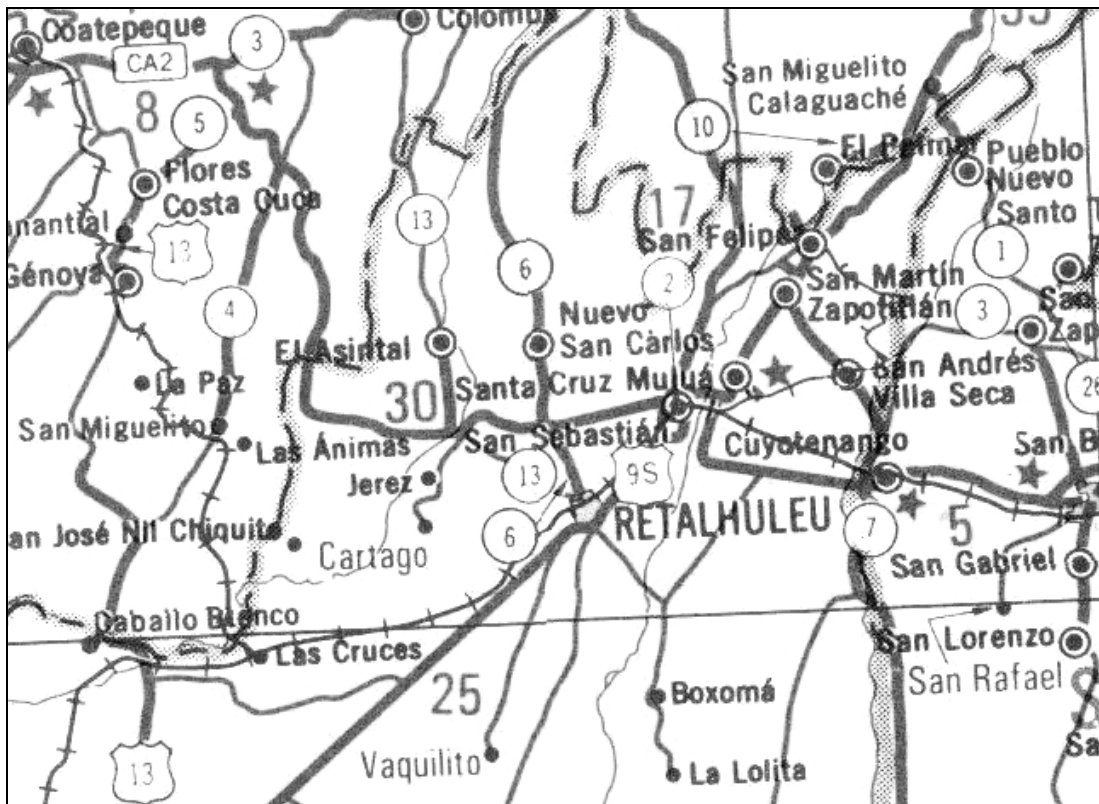 Coatepeque
CA2
3
Colomba
8
5
Flores
Costa Cuca
13
Génova
4
13
6
10
17
2
San Miguelito
Calaguaché
El Palmar
Pueblo
Nuevo
Santo
1
San Felipe
San Martín
Zapotitlán
3
Zap
26
El Asintal
Nuevo
San Carlos
Santa Cruz Muluá
San Andrés
Villa Seca
La Paz
30
San Miguelito
Las Ánimas
San Sebastián
Cuyotenango
Jerez
13
9S
6
RETALHULEU
7
5
San José Nil Chiquito
Cartago
San Gabriel
Caballo Blanco
Las Cruces
San Lorenzo
San Rafael
25
Boxomá
13
Vaquilito
La Lolita